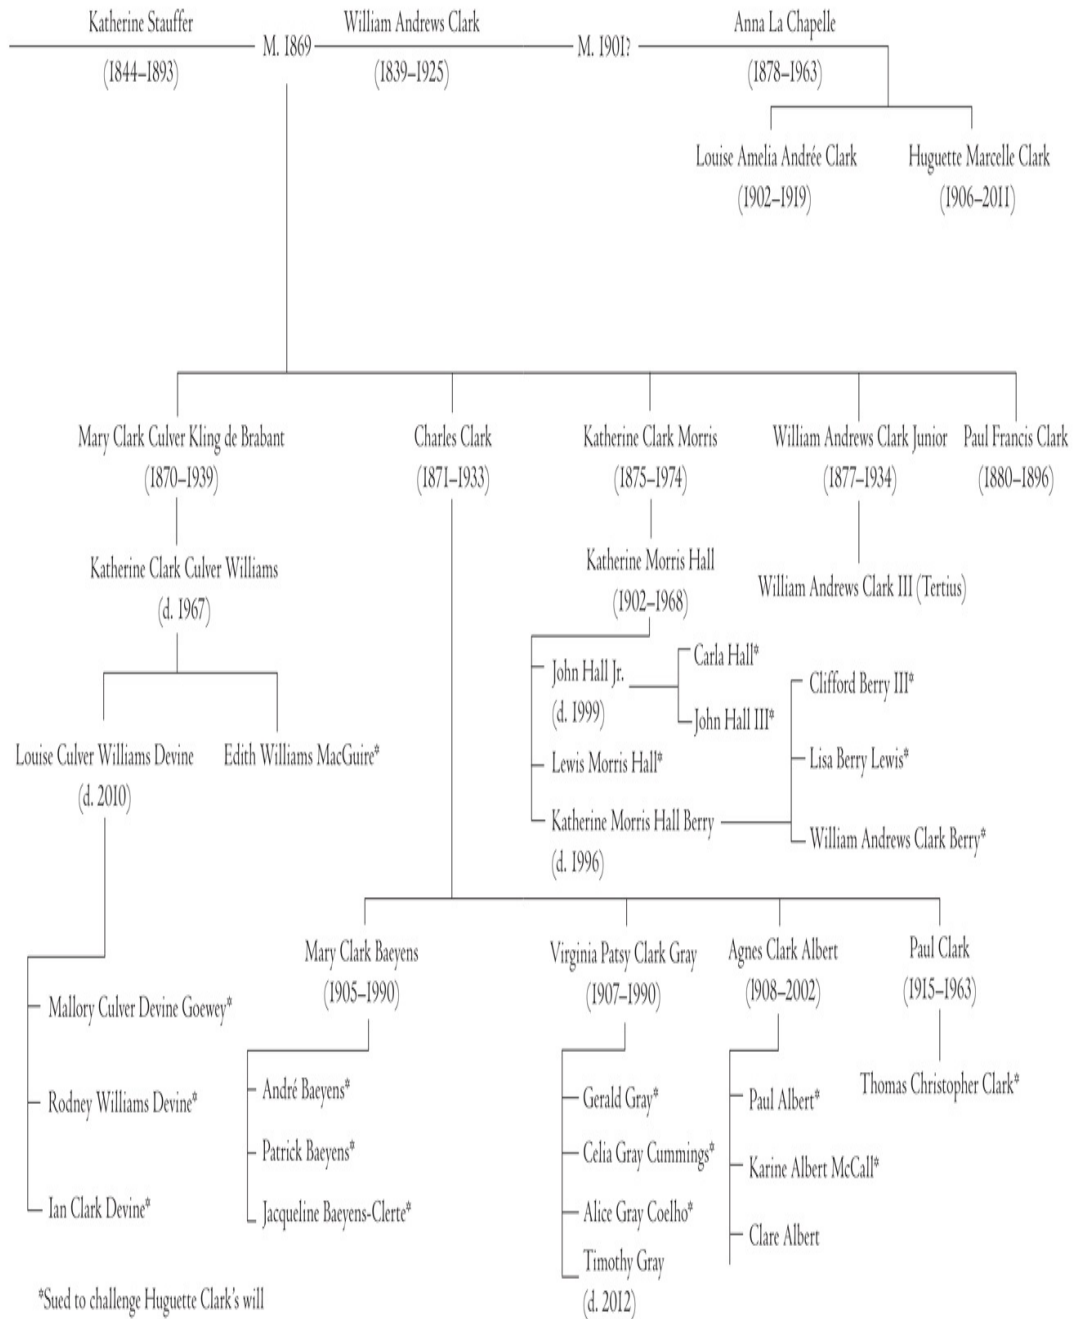 Katherine Stauffer
(1844–1893)
M. 1869
William Andrews Clark
(1839–1925)
M. 1901?
Anna La Chapelle
(1878–1963)
Louise Amelia Andrée Clark
(1902–1919)
Huguette Marcelle Clark
(1906–2011)
Mary Clark Culver Kling de Brabant
(1870–1939)
Charles Clark
(1871–1933)
Katherine Clark Morris
(1875–1974)
William Andrews Clark Junior
(1877–1934)
Paul Francis Clark
(1880–1896)
Katherine Clark Culver Williams
(d. 1967)
Katherine Morris Hall
(1902–1968)
William Andrews Clark III (Tertius)
Louise Culver Williams Devine
(d. 2010)
Edith Williams MacGuire*
John Hall Jr.
(d. 1999)
Carla Hall*
John Hall III*
Lewis Morris Hall*
Katherine Morris Hall Berry
(d. 1996)
Clifford Berry III*
Lisa Berry Lewis*
William Andrews Clark Berry*
Mallory Culver Devine Goewey*
Rodney Williams Devine*
Ian Clark Devine*
Mary Clark Baeyens
(1905–1990)
André Baeyens*
Patrick Baeyens*
Jacqueline Baeyens-Clerte*
Virginia Patsy Clark Gray
(1907–1990)
Gerald Gray*
Celia Gray Cummings*
Alice Gray Coelho*
Timothy Gray
(d. 2012)
Agnes Clark Albert
(1908–2002)
Paul Albert*
Karine Albert McCall*
Clare Albert
Paul Clark
(1915–1963)
Thomas Christopher Clark*
*Sued to challenge Huguette Clark's will